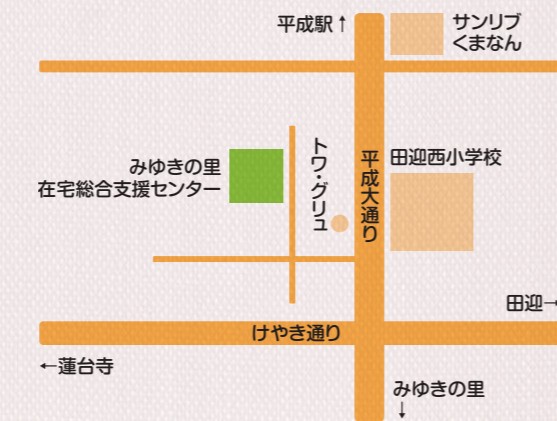 平成駅↑
サンリブ
くまなん
みゆきの里
在宅総合支援センター
トワ・グリュ
平成大通り
田迎西小学校
田迎→
けやき通り
←蓮台寺
みゆきの里
↓